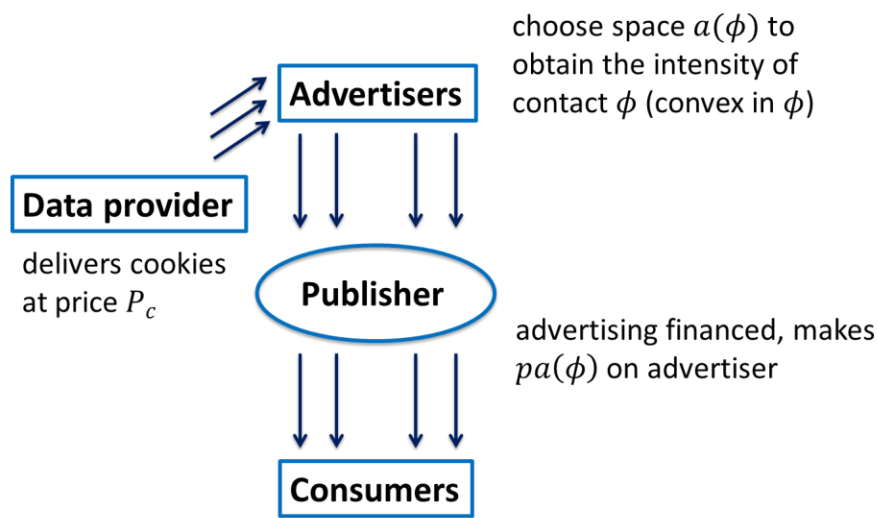 choose space a(ϕ) to
obtain the intensity of
contact ϕ (convex in ϕ)
Advertisers
Data provider
delivers cookies
at price P_c
Publisher
advertising financed, makes
pa(ϕ) on advertiser
Consumers